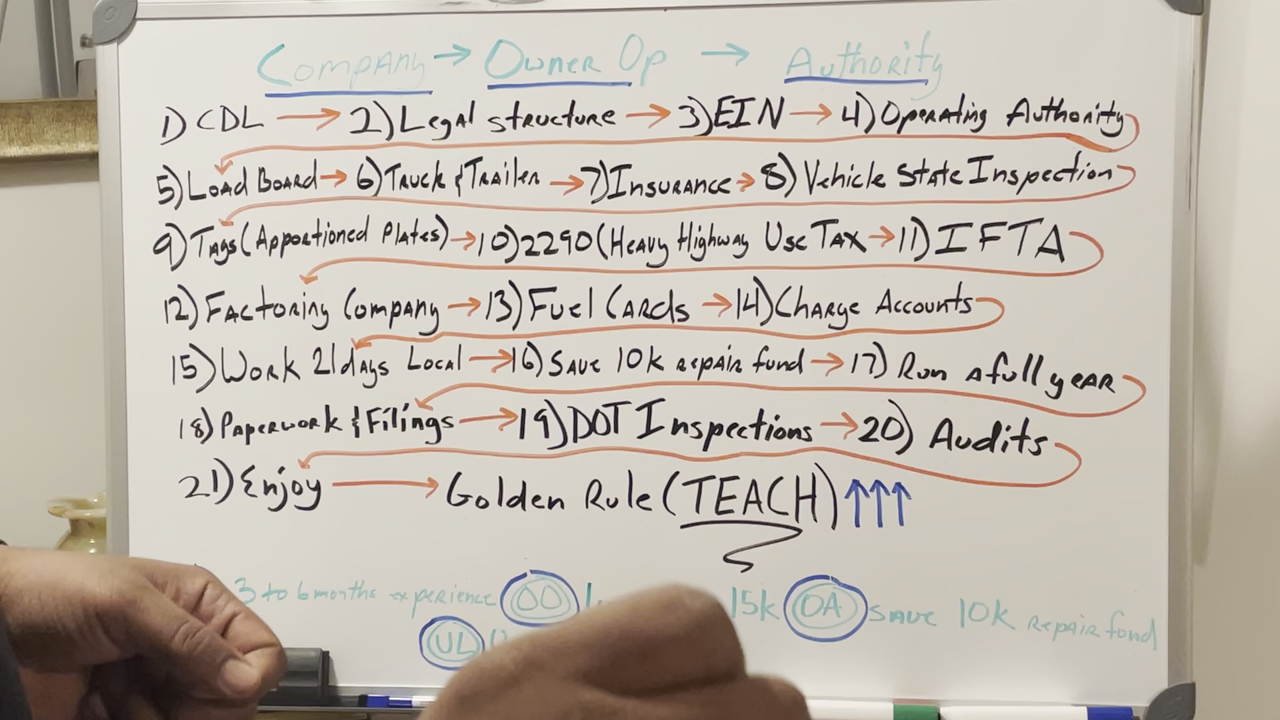 Company → Owner Op → Authority
1) CDL → 2) Legal structure → 3) EIN → 4) Operating Authority
5) Load Board → 6) Truck & Trailer → 7) Insurance → 8) Vehicle State Inspection
9) Tags (Apportioned Plates) → 10) 2290 (Heavy Highway Use Tax → 11) IFTA
12) Factoring Company → 13) Fuel Cards → 14) Charge Accounts
15) Work 21 days Local → 16) Save 10k repair fund → 17) Run a full year
18) Paperwork & Filings → 19) DOT Inspections → 20) Audits
21) Enjoy → Golden Rule (TEACH) ↑↑↑
3 to 6 months experience OO 15k OA save 10k repair fund
UL